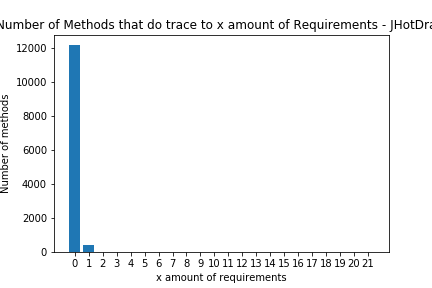 Number of Methods that do trace to x amount of Requirements - JHotDra
12000
10000
8000
6000
4000
2000
0
Number of methods
0 1 2 3 4 5 6 7 8 9 10 11 12 13 14 15 16 17 18 19 20 21
x amount of requirements